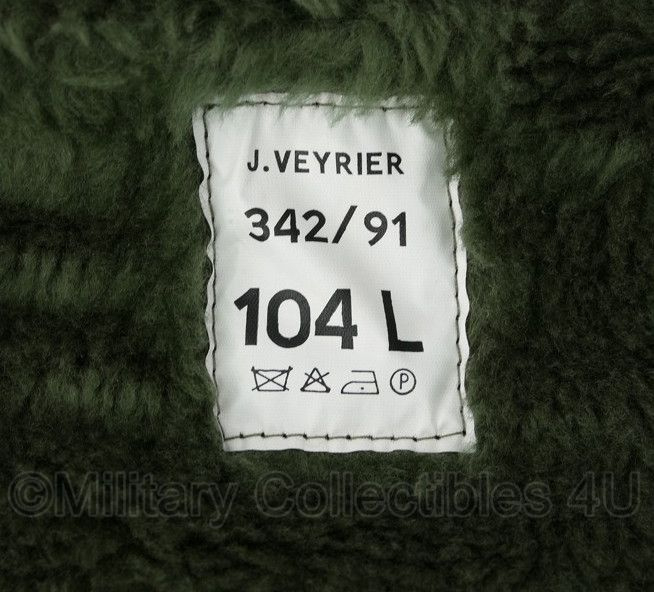 J.VEYRIER
342/91
104 L
P
©Military Collectibles 4U